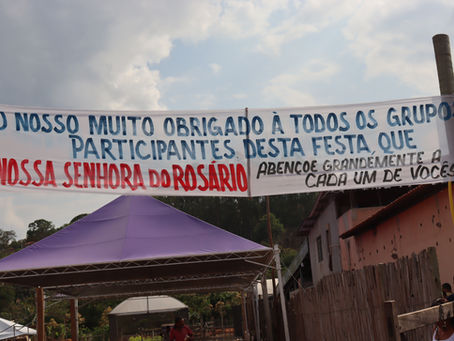 O NOSSO MUITO OBRIGADO À TODOS OS GRUPOS
PARTICIPANTES DESTA FESTA QUE
NOSSA SENHORA DO ROSÁRIO ABENÇOE GRANDEMENTE A
CADA UM DE VOCÊS